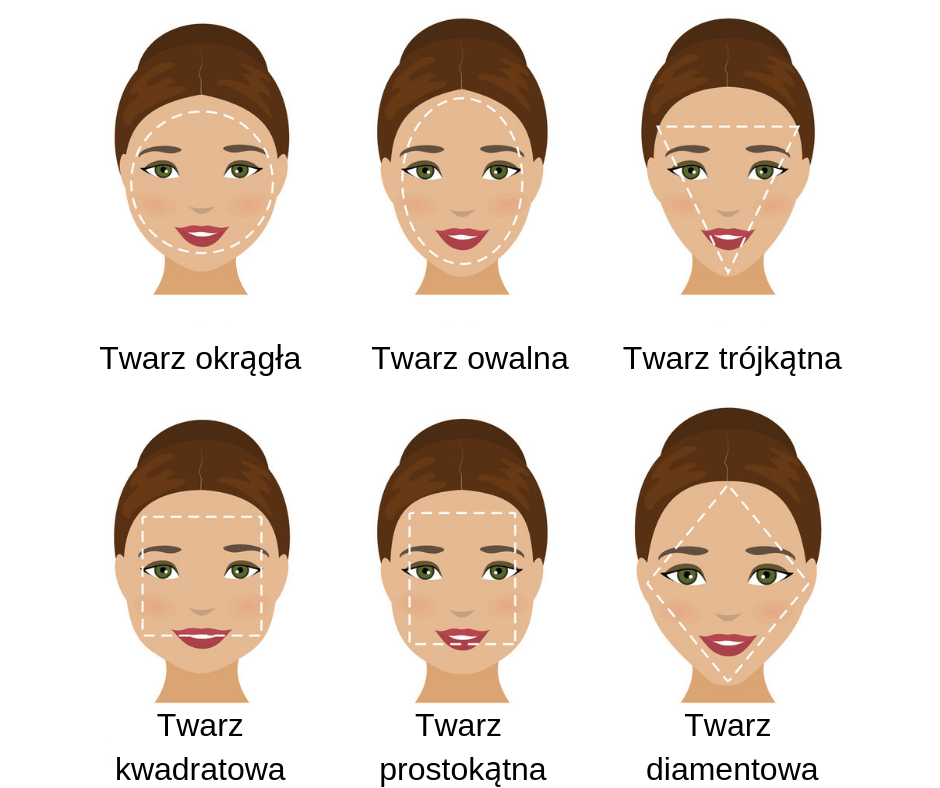 Twarz okrągła
Twarz owalna
Twarz trójkątna
Twarz
kwadratowa
Twarz
prostokątna
Twarz
diamentowa